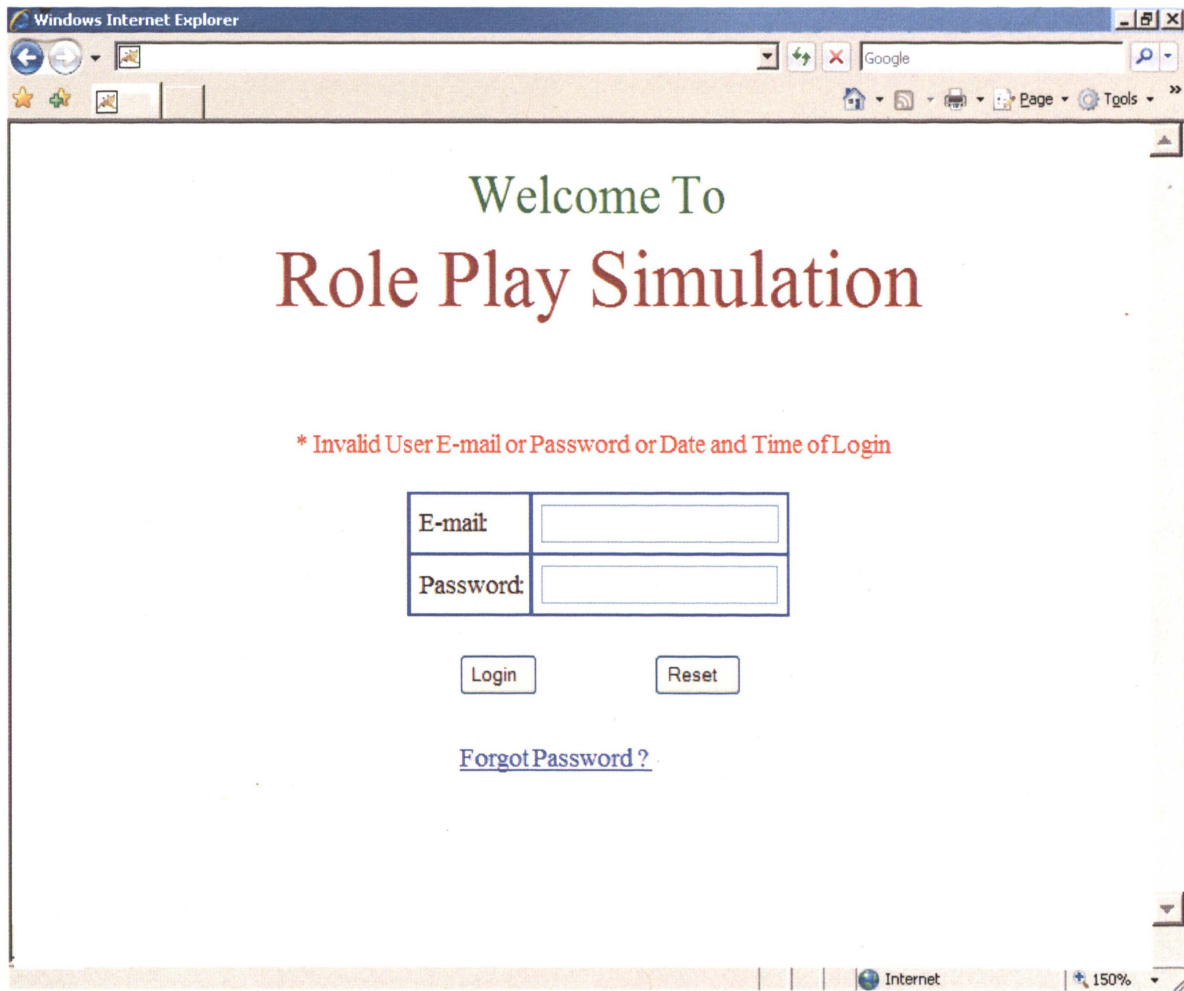 Windows Internet Explorer
Google
Page Tools »
Welcome To
Role Play Simulation
* Invalid User E-mail or Password or Date and Time of Login
E-mail:
Password:
Login Reset
Forgot Password ?
Internet 150%